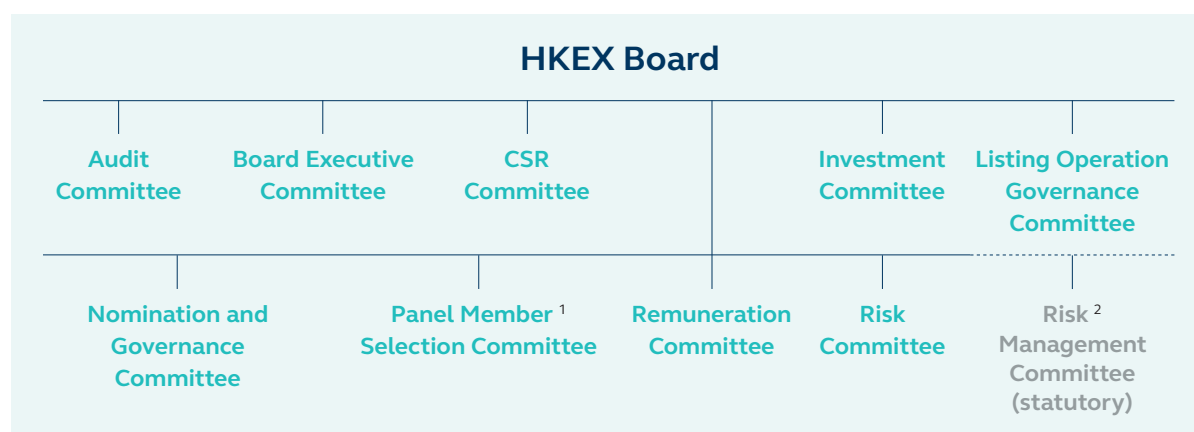 HKEX Board
Audit
Committee
Board Executive
Committee
CSR
Committee
Investment
Committee
Listing Operation
Governance
Committee
Nomination and
Governance
Committee
Panel Member 1
Selection Committee
Remuneration
Committee
Risk
Committee
Risk 2
Management
Committee
(statutory)